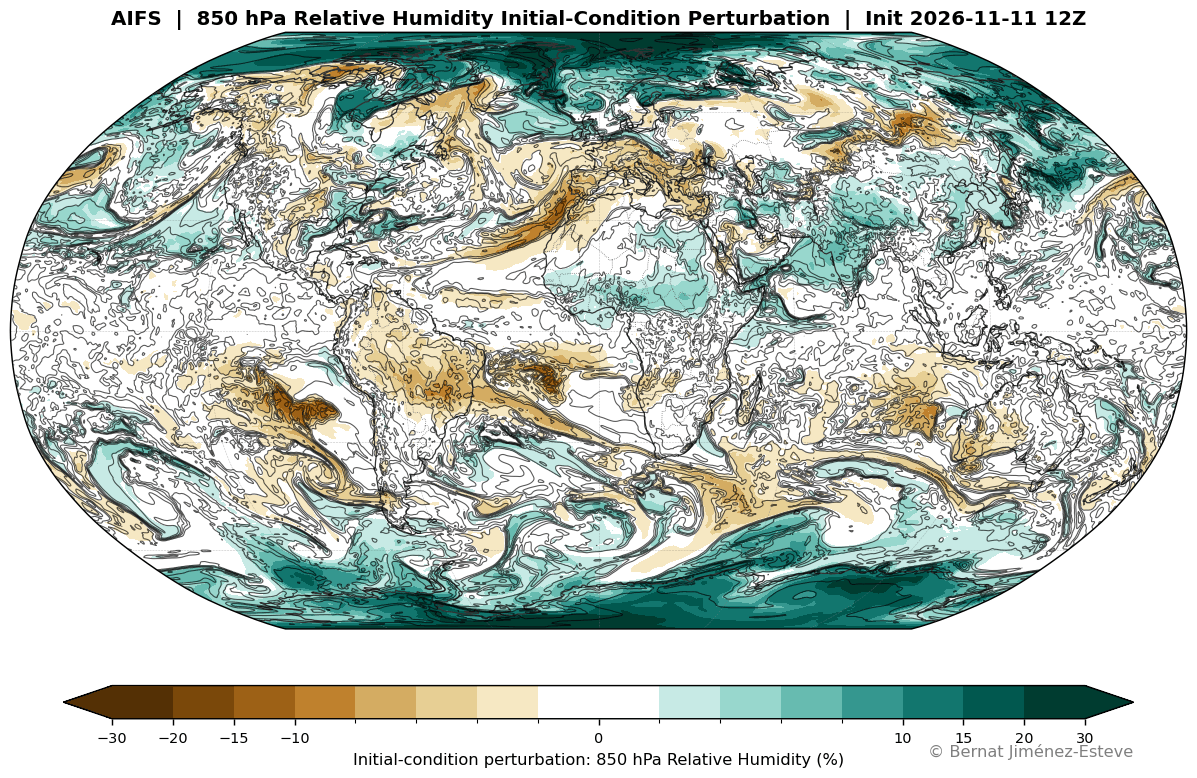 AIFS | 850 hPa Relative Humidity Initial-Condition Perturbation | Init 2026-11-11 12Z
−30 −20 −15 −10 0 10 15 20 30
Initial-condition perturbation: 850 hPa Relative Humidity (%)
© Bernat Jiménez-Esteve